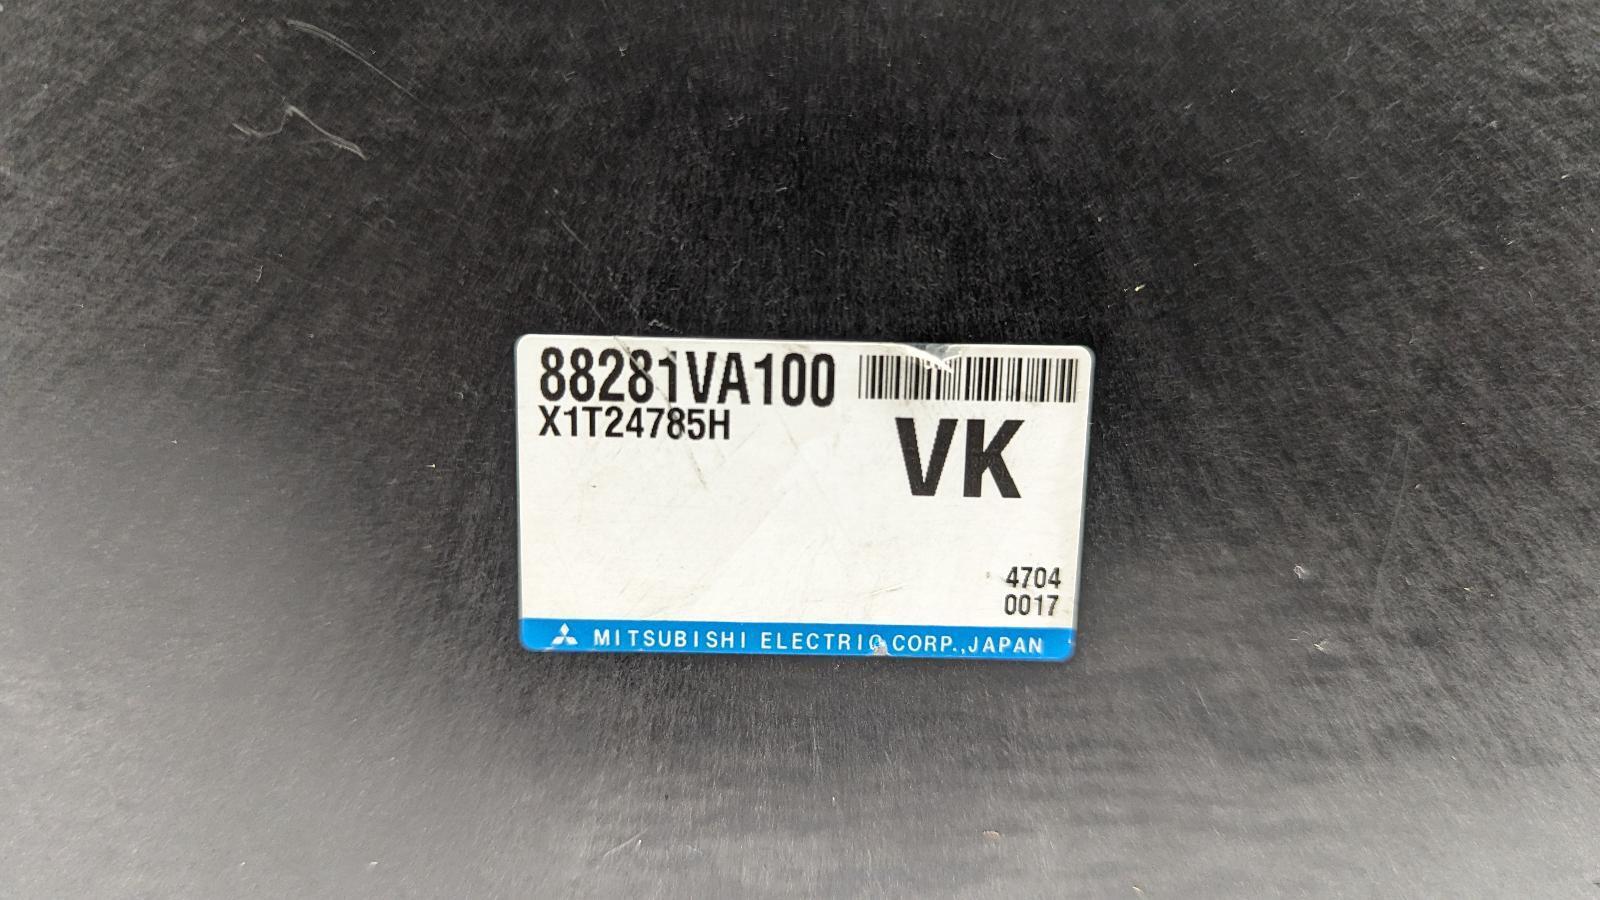 88281VA100
X1T24785H
VK
4704
0017
MITSUBISHI ELECTRIC CORP.,JAPAN